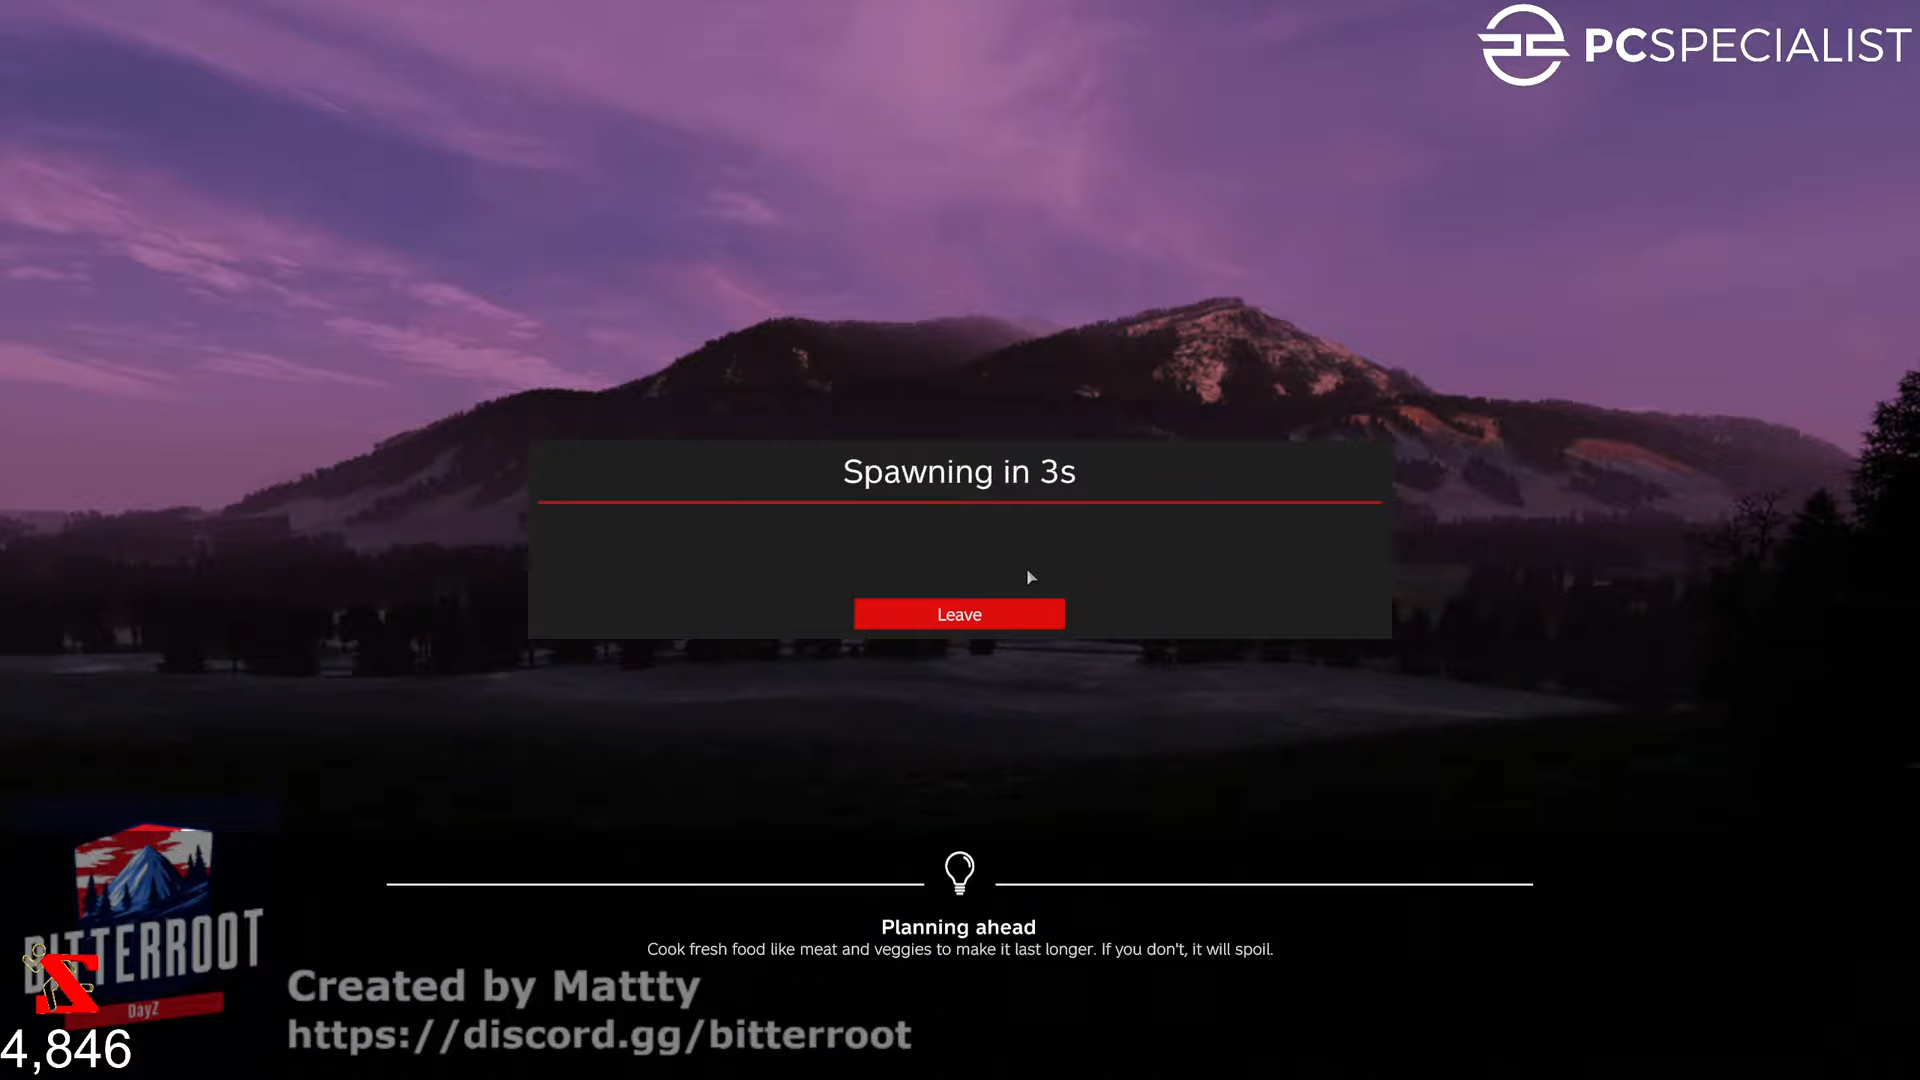 PCSPECIALIST
Spawning in 3s
Leave
Planning ahead
Cook fresh food like meat and veggies to make it last longer. If you don't, it will spoil.
BITTERROOT
DayZ
Created by Mattty
https://discord.gg/bitterroot
4,846